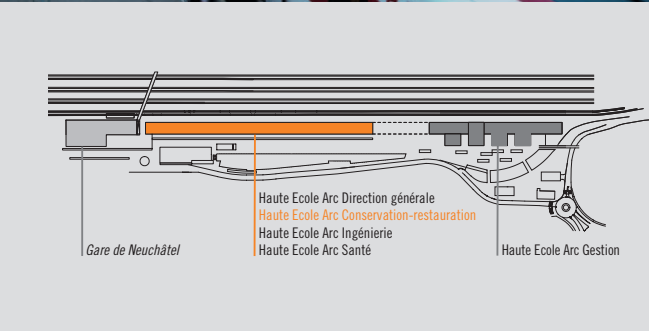 Haute Ecole Arc Direction générale
Haute Ecole Arc Conservation-restauration
Haute Ecole Arc Ingénierie
Haute Ecole Arc Santé
Gare de Neuchâtel
Haute Ecole Arc Gestion